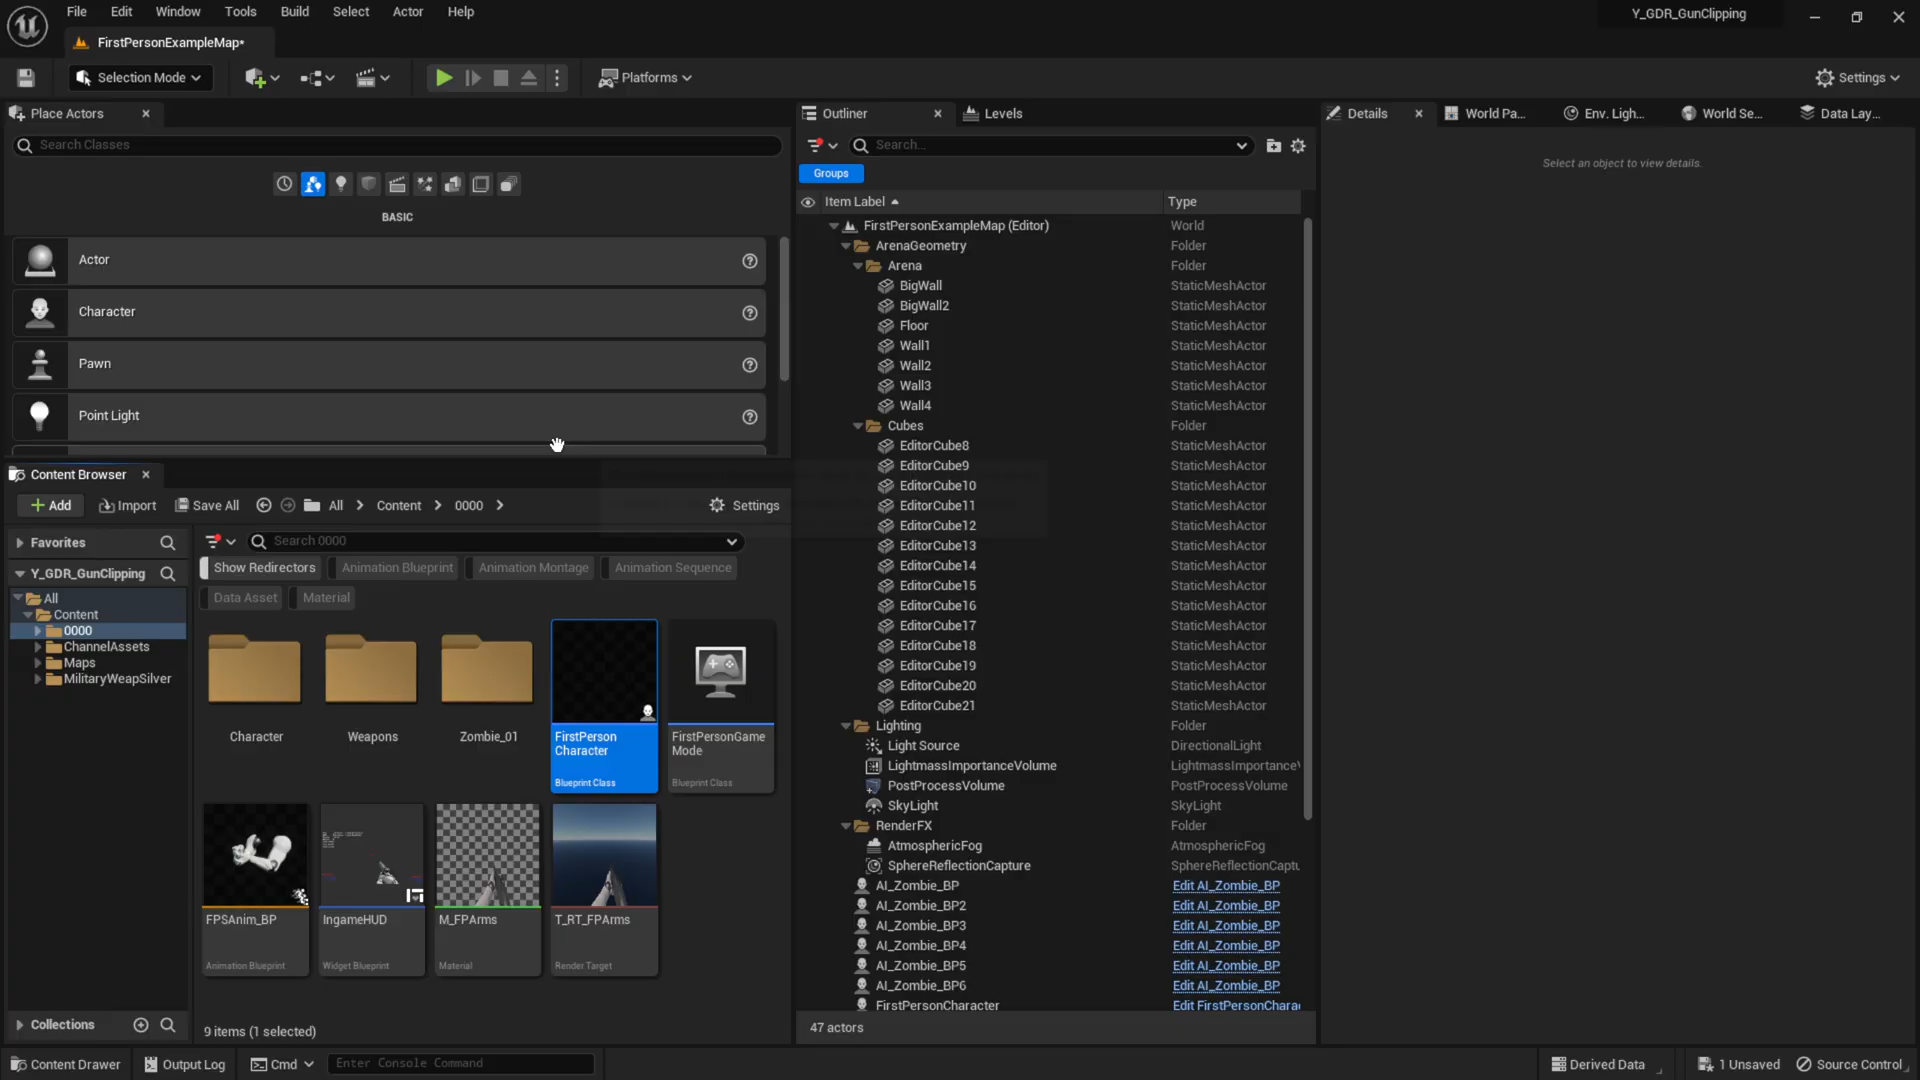 File Edit Window Tools Build Select Actor Help
Y_GDR_GunClipping
FirstPersonExampleMap*
Selection Mode
Platforms
Settings
Place Actors
Search Classes
BASIC
Actor
Character
Pawn
Point Light
Content Browser
Add
Import
Save All
All
Content
0000
Settings
Favorites
Y_GDR_GunClipping
All
Content
0000
ChannelAssets
Maps
MilitaryWeapSilver
Collections
Search 0000
Show Redirectors
Animation Blueprint
Animation Montage
Animation Sequence
Data Asset
Material
Character
Weapons
Zombie_01
FirstPerson
Character
Blueprint Class
FirstPersonGame
Mode
Blueprint Class
FPSAnim_BP
Animation Blueprint
IngameHUD
Widget Blueprint
M_FPArms
Material
T_RT_FPArms
Render Target
9 items (1 selected)
Outliner
Levels
Search...
Groups
Item Label Type
FirstPersonExampleMap (Editor) World
ArenaGeometry Folder
Arena Folder
BigWall StaticMeshActor
BigWall2 StaticMeshActor
Floor StaticMeshActor
Wall1 StaticMeshActor
Wall2 StaticMeshActor
Wall3 StaticMeshActor
Wall4 StaticMeshActor
Cubes Folder
EditorCube8 StaticMeshActor
EditorCube9 StaticMeshActor
EditorCube10 StaticMeshActor
EditorCube11 StaticMeshActor
EditorCube12 StaticMeshActor
EditorCube13 StaticMeshActor
EditorCube14 StaticMeshActor
EditorCube15 StaticMeshActor
EditorCube16 StaticMeshActor
EditorCube17 StaticMeshActor
EditorCube18 StaticMeshActor
EditorCube19 StaticMeshActor
EditorCube20 StaticMeshActor
EditorCube21 StaticMeshActor
Lighting Folder
Light Source DirectionalLight
LightmassImportanceVolume LightmassImportanceV
PostProcessVolume PostProcessVolume
SkyLight SkyLight
RenderFX Folder
AtmosphericFog AtmosphericFog
SphereReflectionCapture SphereReflectionCaptu
AI_Zombie_BP Edit AI_Zombie_BP
AI_Zombie_BP2 Edit AI_Zombie_BP
AI_Zombie_BP3 Edit AI_Zombie_BP
AI_Zombie_BP4 Edit AI_Zombie_BP
AI_Zombie_BP5 Edit AI_Zombie_BP
AI_Zombie_BP6 Edit AI_Zombie_BP
FirstPersonCharacter Edit FirstPersonChara
47 actors
Details
World Pa...
Env. Ligh...
World Se...
Data Lay...
Select an object to view details.
Content Drawer
Output Log
Cmd
Enter Console Command
Derived Data
1 Unsaved
Source Control